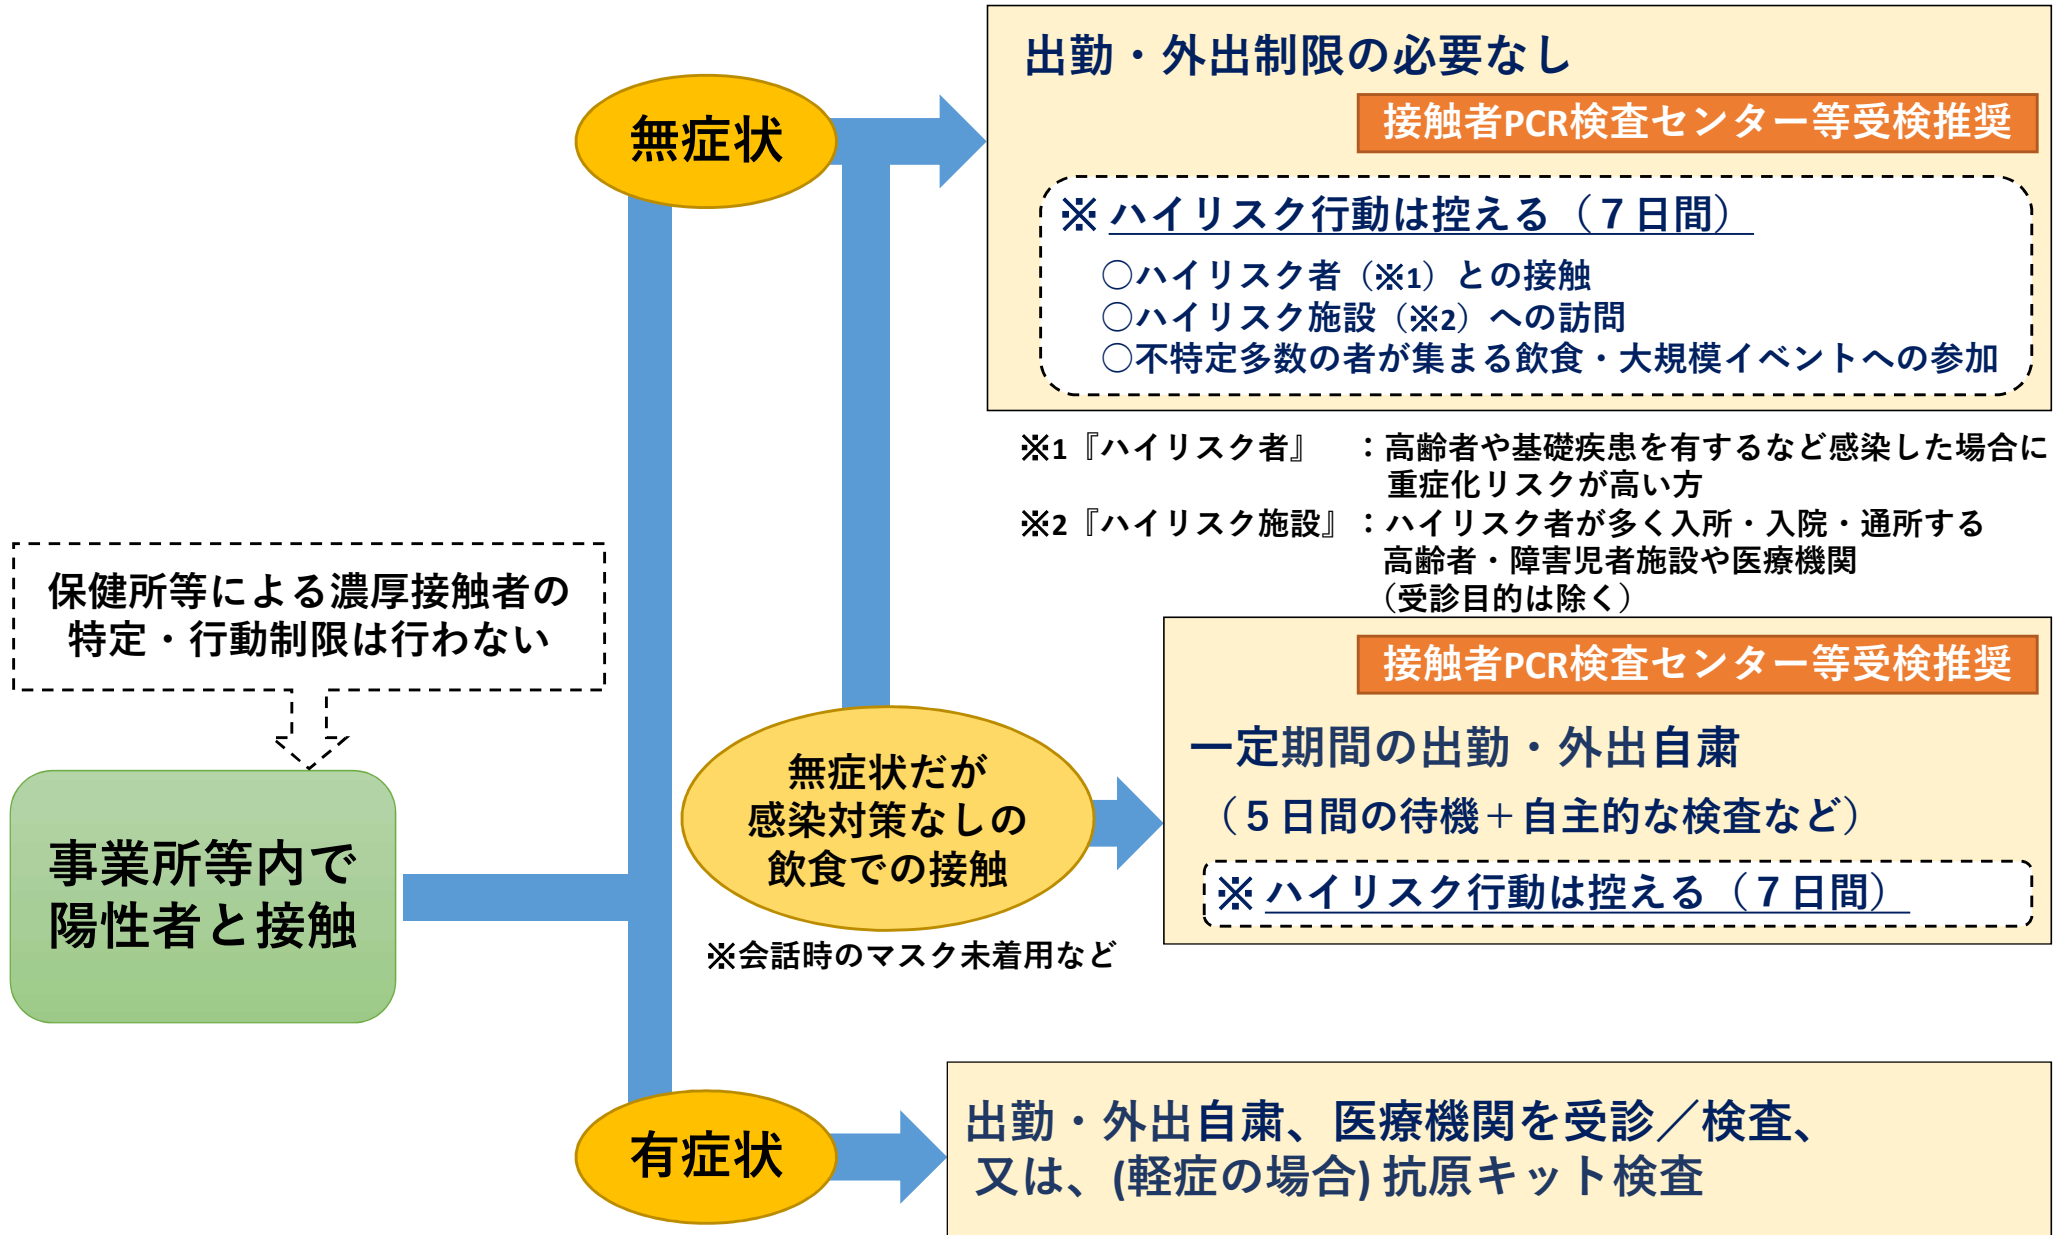 出勤・外出制限の必要なし
接触者PCR検査センター等受検推奨
無症状
※ ハイリスク行動は控える（７日間）
○ハイリスク者（※1）との接触
○ハイリスク施設（※2）への訪問
○不特定多数の者が集まる飲食・大規模イベントへの参加
※1『ハイリスク者』　：高齢者や基礎疾患を有するなど感染した場合に
重症化リスクが高い方
※2『ハイリスク施設』：ハイリスク者が多く入所・入院・通所する
高齢者・障害児者施設や医療機関
（受診目的は除く）
保健所等による濃厚接触者の
特定・行動制限は行わない
事業所等内で
陽性者と接触
無症状だが
感染対策なしの
飲食での接触
※会話時のマスク未着用など
接触者PCR検査センター等受検推奨
一定期間の出勤・外出自粛
（５日間の待機＋自主的な検査など）
※ ハイリスク行動は控える（７日間）
有症状
出勤・外出自粛、医療機関を受診／検査、
又は、(軽症の場合) 抗原キット検査